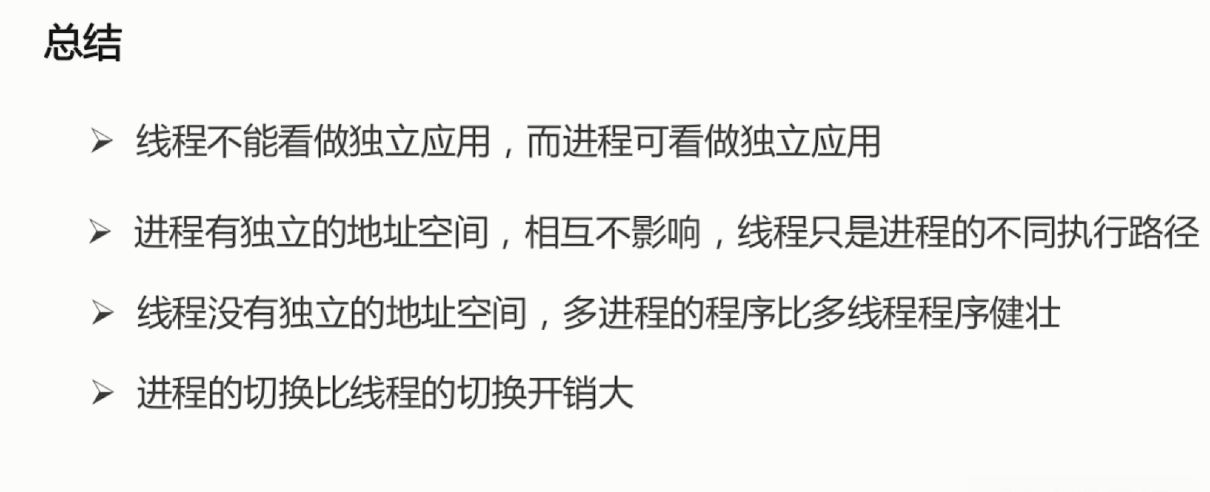 总结
线程不能看做独立应用，而进程可看做独立应用
进程有独立的地址空间，相互不影响，线程只是进程的不同执行路径
线程没有独立的地址空间，多进程的程序比多线程程序健壮
进程的切换比线程的切换开销大